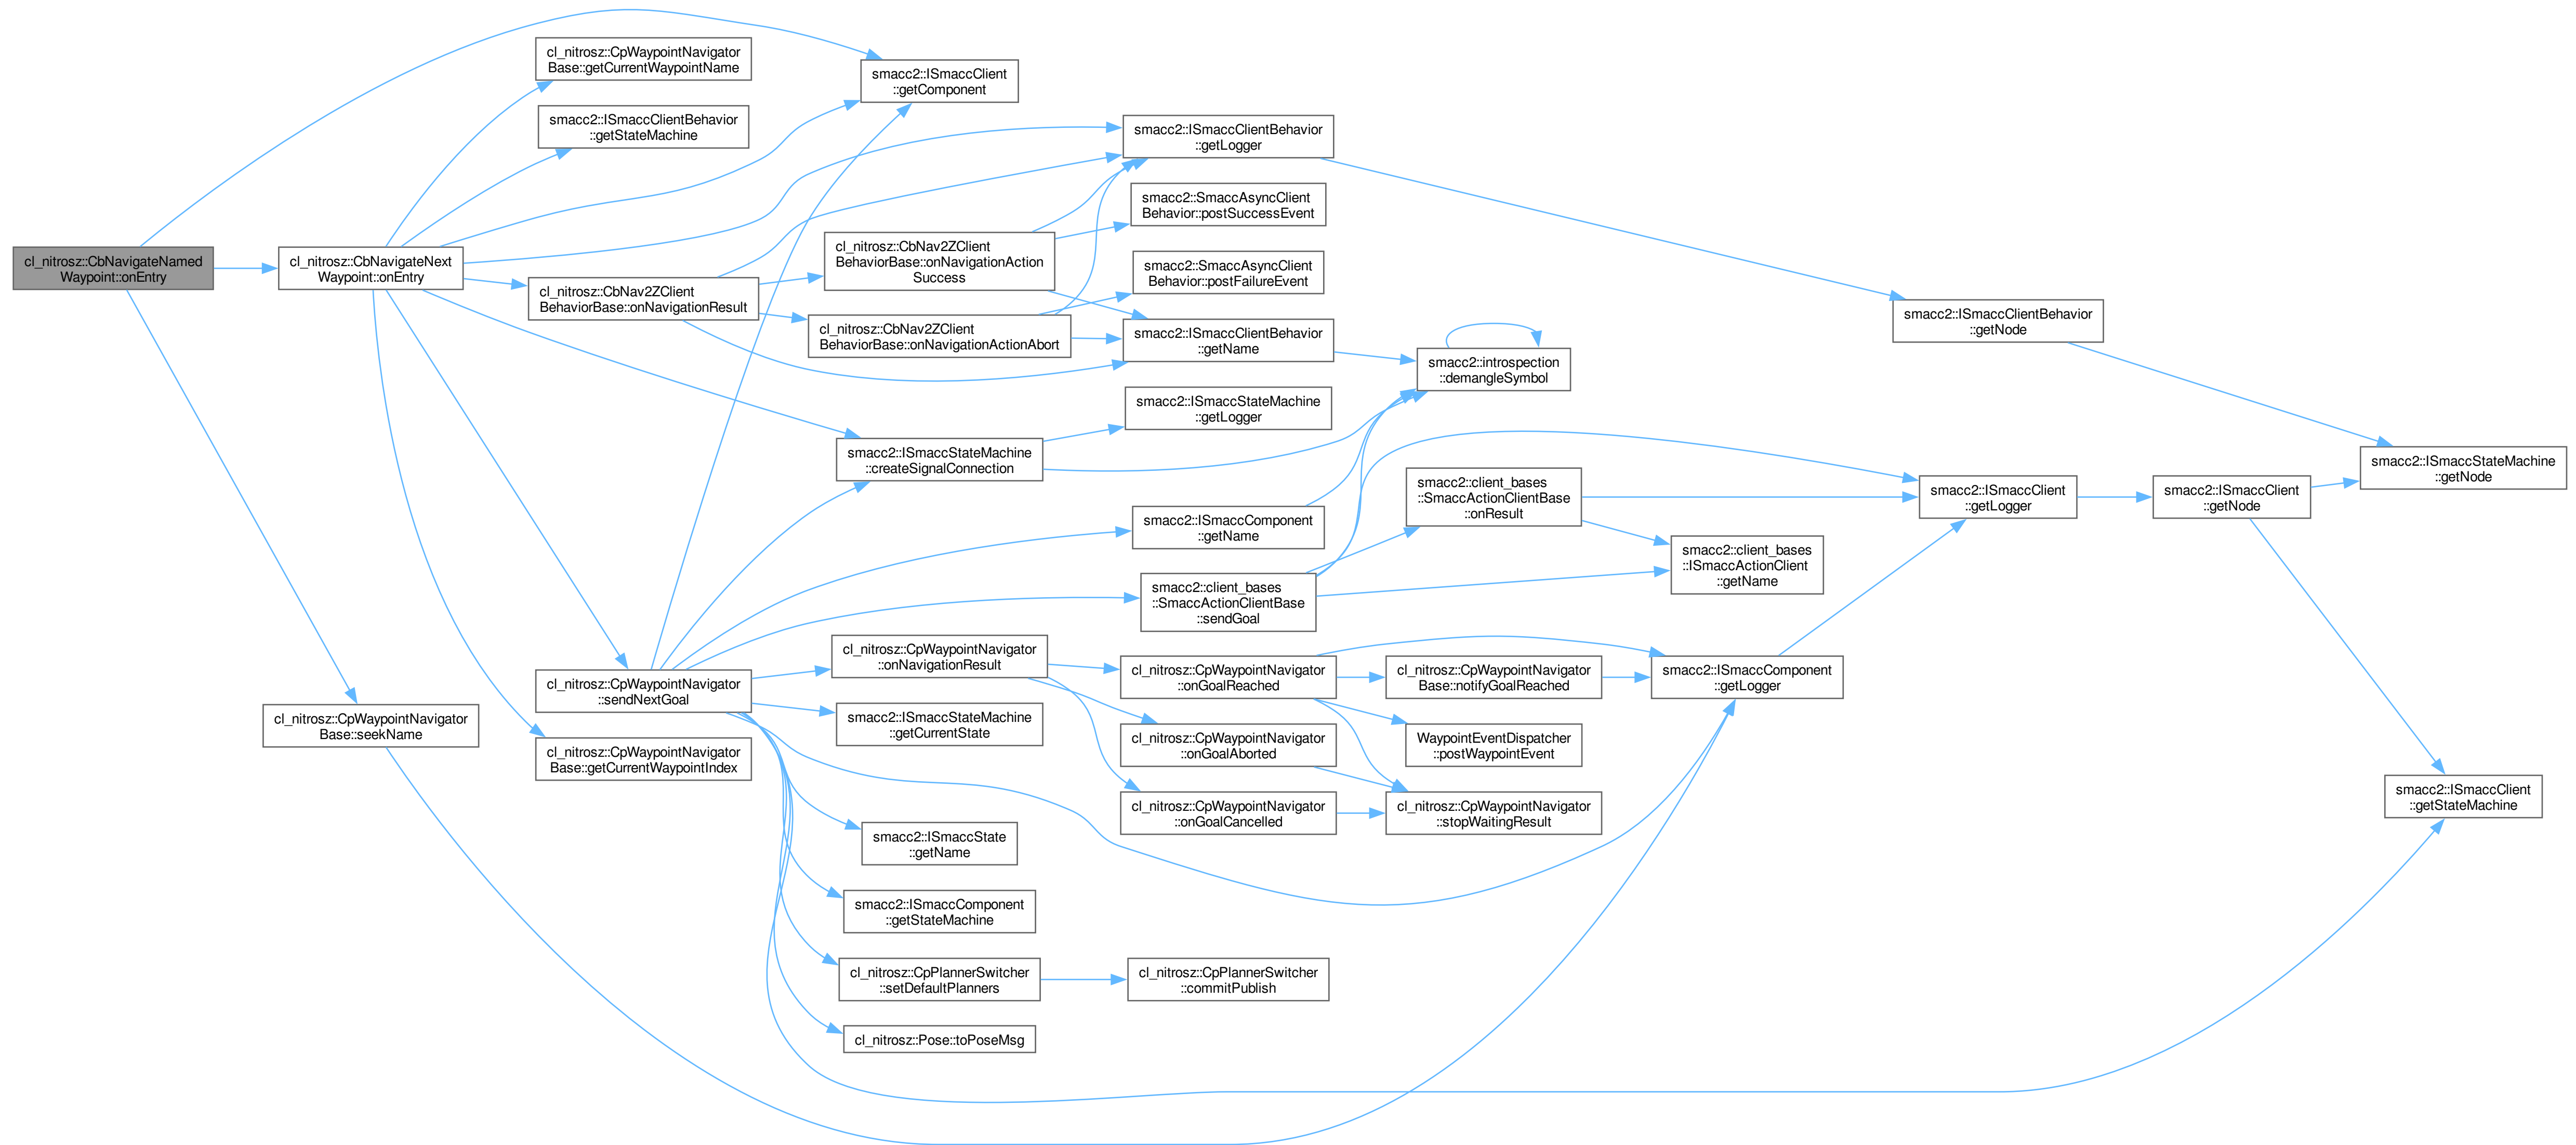 cl_nitrosz::CbNavigateNamed
Waypoint::onEntry
cl_nitrosz::CbNavigateNext
Waypoint::onEntry
cl_nitrosz::CpWaypointNavigator
Base::seekName
cl_nitrosz::CpWaypointNavigator
Base::getCurrentWaypointName
smacc2::ISmaccClientBehavior
::getStateMachine
cl_nitrosz::CbNav2ZClient
BehaviorBase::onNavigationResult
cl_nitrosz::CpWaypointNavigator
::sendNextGoal
cl_nitrosz::CpWaypointNavigator
Base::getCurrentWaypointIndex
smacc2::ISmaccClient
::getComponent
cl_nitrosz::CbNav2ZClient
BehaviorBase::onNavigationAction
Success
cl_nitrosz::CbNav2ZClient
BehaviorBase::onNavigationActionAbort
smacc2::ISmaccStateMachine
::createSignalConnection
cl_nitrosz::CpWaypointNavigator
::onNavigationResult
smacc2::ISmaccStateMachine
::getCurrentState
smacc2::ISmaccState
::getName
smacc2::ISmaccComponent
::getStateMachine
cl_nitrosz::CpPlannerSwitcher
::setDefaultPlanners
cl_nitrosz::Pose::toPoseMsg
smacc2::ISmaccClientBehavior
::getLogger
smacc2::SmaccAsyncClient
Behavior::postSuccessEvent
smacc2::SmaccAsyncClient
Behavior::postFailureEvent
smacc2::ISmaccClientBehavior
::getName
smacc2::ISmaccStateMachine
::getLogger
smacc2::ISmaccComponent
::getName
smacc2::client_bases
::SmaccActionClientBase
::sendGoal
cl_nitrosz::CpWaypointNavigator
::onGoalReached
cl_nitrosz::CpWaypointNavigator
::onGoalAborted
cl_nitrosz::CpWaypointNavigator
::onGoalCancelled
cl_nitrosz::CpPlannerSwitcher
::commitPublish
smacc2::introspection
::demangleSymbol
smacc2::client_bases
::SmaccActionClientBase
::onResult
cl_nitrosz::CpWaypointNavigator
Base::notifyGoalReached
WaypointEventDispatcher
::postWaypointEvent
cl_nitrosz::CpWaypointNavigator
::stopWaitingResult
smacc2::client_bases
::ISmaccActionClient
::getName
smacc2::ISmaccComponent
::getLogger
smacc2::ISmaccClientBehavior
::getNode
smacc2::ISmaccClient
::getLogger
smacc2::ISmaccClient
::getNode
smacc2::ISmaccStateMachine
::getNode
smacc2::ISmaccClient
::getStateMachine